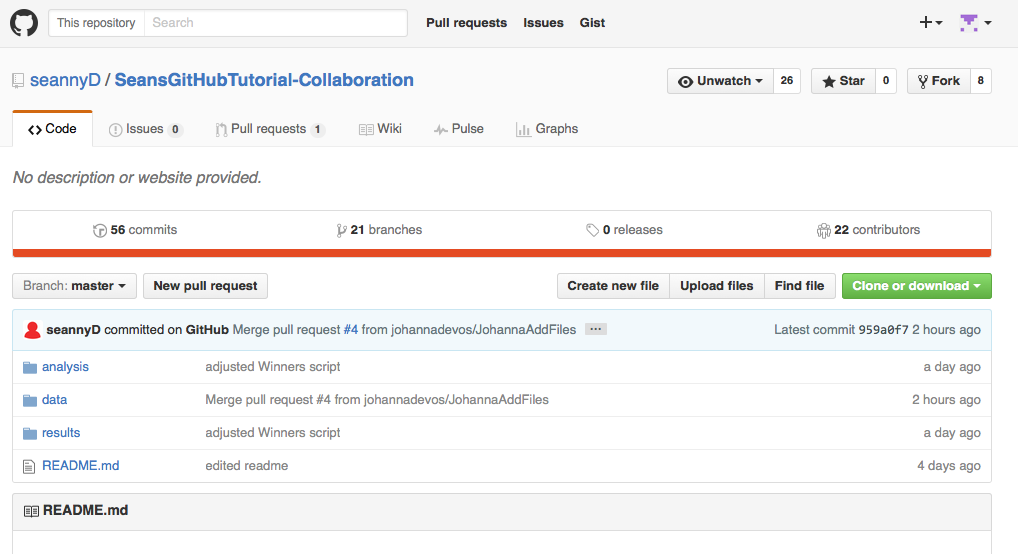 This repository Search Pull requests Issues Gist
seannyD / SeansGitHubTutorial-Collaboration Unwatch 26 Star 0 Fork 8
Code Issues 0 Pull requests 1 Wiki Pulse Graphs
No description or website provided.
56 commits 21 branches 0 releases 22 contributors
Branch: master New pull request Create new file Upload files Find file Clone or download
seannyD committed on GitHub Merge pull request #4 from johannadevos/JohannaAddFiles ... Latest commit 959a0f7 2 hours ago
analysis adjusted Winners script a day ago
data Merge pull request #4 from johannadevos/JohannaAddFiles 2 hours ago
results adjusted Winners script a day ago
README.md edited readme 4 days ago
README.md